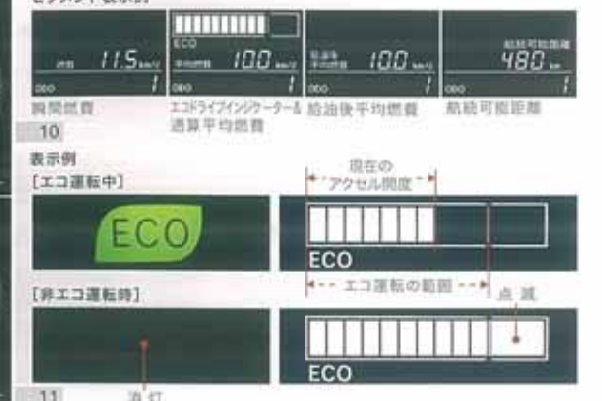 11.5 km/L
ODO 1
ECO
平均燃費 10.0 km/L
ODO 1
給油後
平均燃費 10.0 km/L
ODO 1
航続可能距離
480
ODO 1
瞬間燃費
エコドライブインジケーター&
通算平均燃費
給油後平均燃費
航続可能距離
10
表示例
[エコ運転中]
現在の
アクセル開度
ECO
ECO
エコ運転の範囲
[非エコ運転時]
点滅
ECO
11
消灯